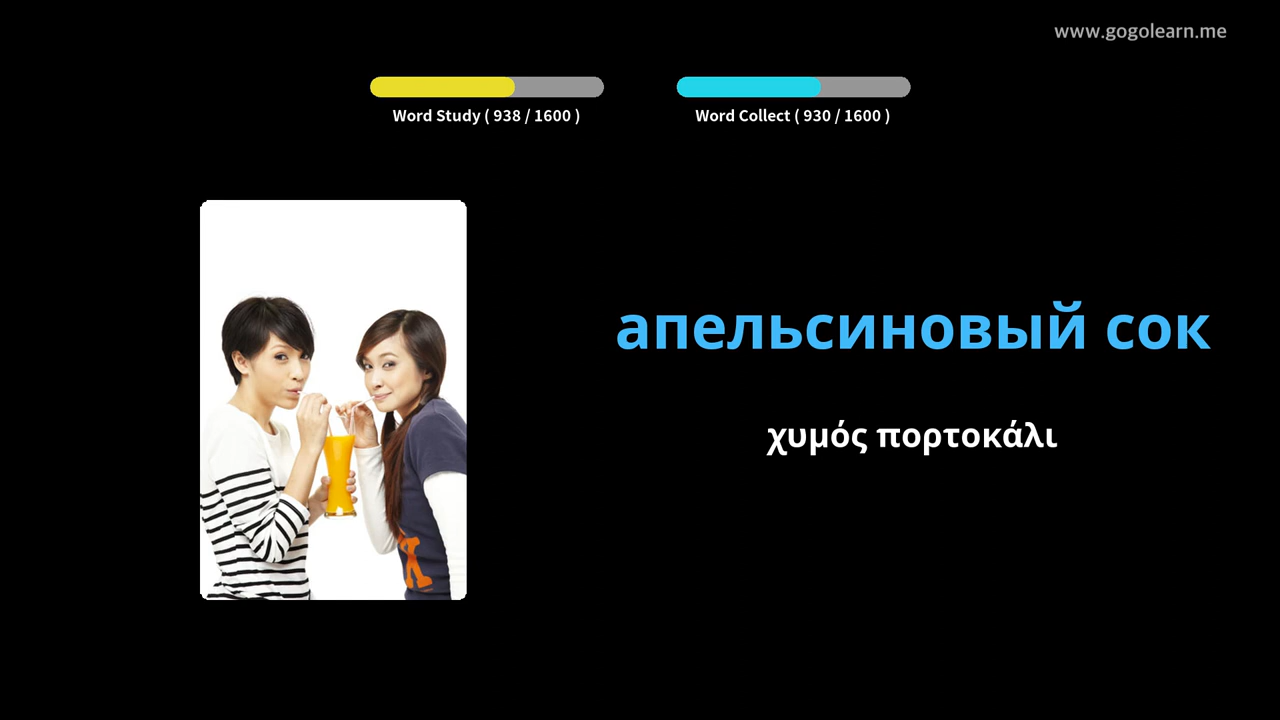 www.gogolearn.me
Word Study ( 938 / 1600 )
Word Collect ( 930 / 1600 )
апельсиновый сок
χυμός πορτοκάλι